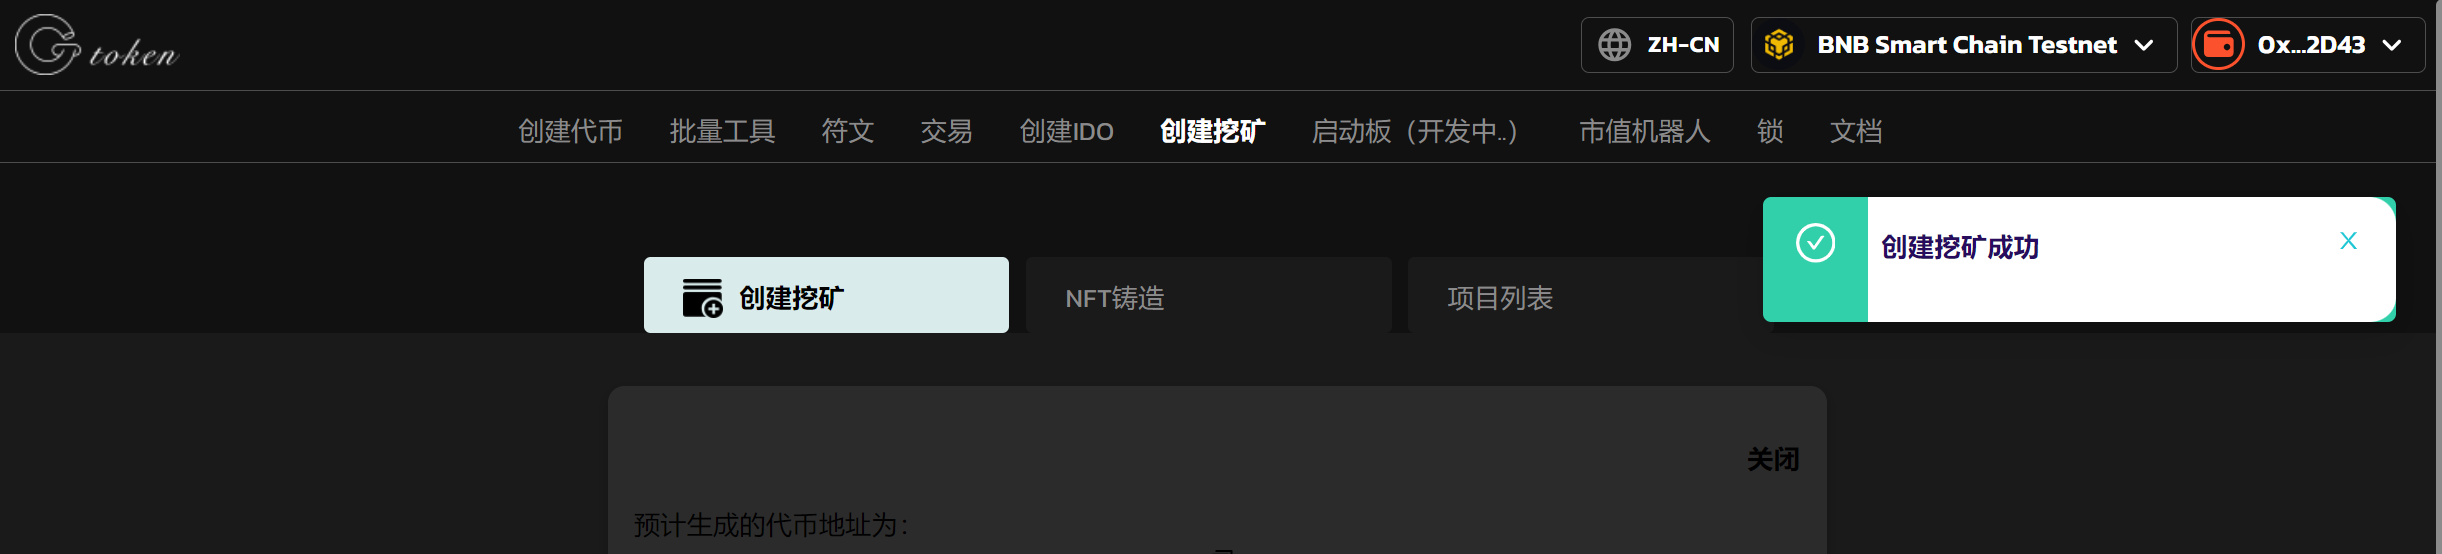 G token
ZH-CN
BNB Smart Chain Testnet
0x...2D43
创建代币
批量工具
符文
交易
创建IDO
创建挖矿
启动板（开发中..）
市值机器人
锁
文档
创建挖矿成功
创建挖矿
NFT铸造
项目列表
关闭
预计生成的代币地址为：